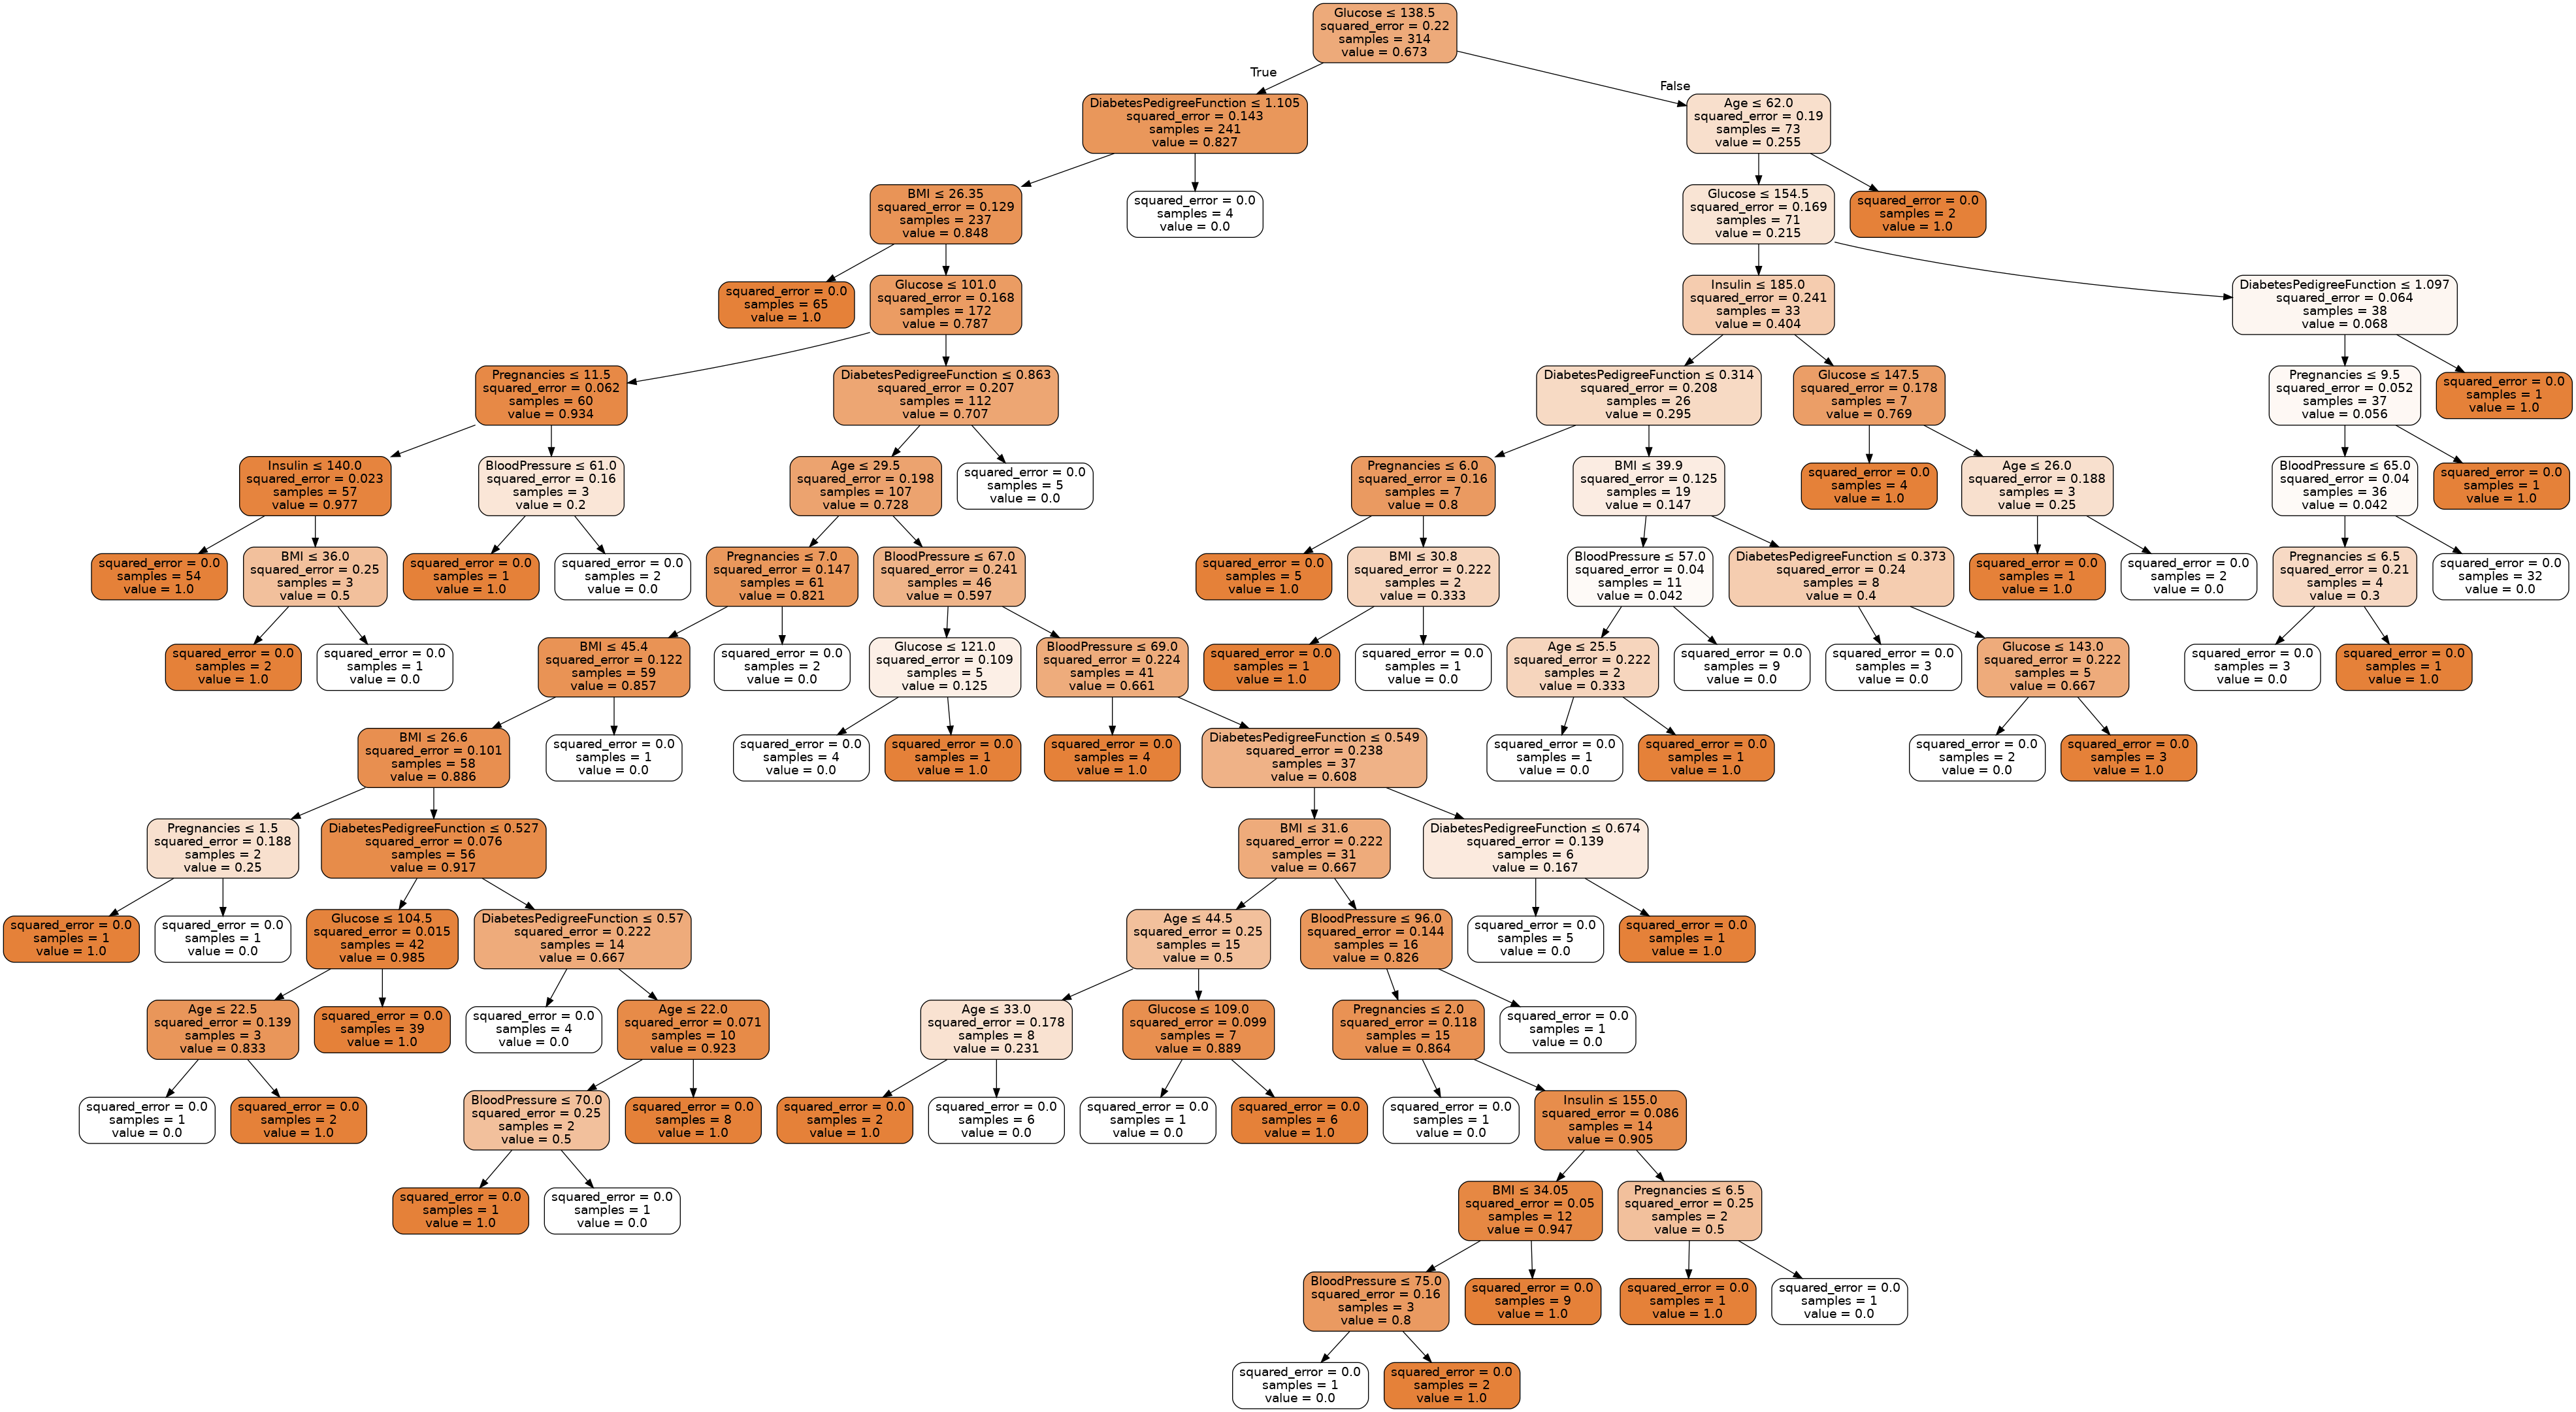 Glucose ≤ 138.5
squared_error = 0.22
samples = 314
value = 0.673
True
False
DiabetesPedigreeFunction ≤ 1.105
squared_error = 0.143
samples = 241
value = 0.827
Age ≤ 62.0
squared_error = 0.19
samples = 73
value = 0.255
BMI ≤ 26.35
squared_error = 0.129
samples = 237
value = 0.848
squared_error = 0.0
samples = 4
value = 0.0
Glucose ≤ 154.5
squared_error = 0.169
samples = 71
value = 0.215
squared_error = 0.0
samples = 2
value = 1.0
squared_error = 0.0
samples = 65
value = 1.0
Glucose ≤ 101.0
squared_error = 0.168
samples = 172
value = 0.787
Insulin ≤ 185.0
squared_error = 0.241
samples = 33
value = 0.404
DiabetesPedigreeFunction ≤ 1.097
squared_error = 0.064
samples = 38
value = 0.068
Pregnancies ≤ 11.5
squared_error = 0.062
samples = 60
value = 0.934
DiabetesPedigreeFunction ≤ 0.863
squared_error = 0.207
samples = 112
value = 0.707
DiabetesPedigreeFunction ≤ 0.314
squared_error = 0.208
samples = 26
value = 0.295
Glucose ≤ 147.5
squared_error = 0.178
samples = 7
value = 0.769
Pregnancies ≤ 9.5
squared_error = 0.052
samples = 37
value = 0.056
squared_error = 0.0
samples = 1
value = 1.0
Insulin ≤ 140.0
squared_error = 0.023
samples = 57
value = 0.977
BloodPressure ≤ 61.0
squared_error = 0.16
samples = 3
value = 0.2
Age ≤ 29.5
squared_error = 0.198
samples = 107
value = 0.728
squared_error = 0.0
samples = 5
value = 0.0
Pregnancies ≤ 6.0
squared_error = 0.16
samples = 7
value = 0.8
BMI ≤ 39.9
squared_error = 0.125
samples = 19
value = 0.147
squared_error = 0.0
samples = 4
value = 1.0
Age ≤ 26.0
squared_error = 0.188
samples = 3
value = 0.25
BloodPressure ≤ 65.0
squared_error = 0.04
samples = 36
value = 0.042
squared_error = 0.0
samples = 1
value = 1.0
squared_error = 0.0
samples = 54
value = 1.0
BMI ≤ 36.0
squared_error = 0.25
samples = 3
value = 0.5
squared_error = 0.0
samples = 1
value = 1.0
squared_error = 0.0
samples = 2
value = 0.0
Pregnancies ≤ 7.0
squared_error = 0.147
samples = 61
value = 0.821
BloodPressure ≤ 67.0
squared_error = 0.241
samples = 46
value = 0.597
squared_error = 0.0
samples = 5
value = 1.0
BMI ≤ 30.8
squared_error = 0.222
samples = 2
value = 0.333
BloodPressure ≤ 57.0
squared_error = 0.04
samples = 11
value = 0.042
DiabetesPedigreeFunction ≤ 0.373
squared_error = 0.24
samples = 8
value = 0.4
squared_error = 0.0
samples = 1
value = 1.0
squared_error = 0.0
samples = 2
value = 0.0
Pregnancies ≤ 6.5
squared_error = 0.21
samples = 4
value = 0.3
squared_error = 0.0
samples = 32
value = 0.0
squared_error = 0.0
samples = 2
value = 1.0
squared_error = 0.0
samples = 1
value = 0.0
BMI ≤ 45.4
squared_error = 0.122
samples = 59
value = 0.857
squared_error = 0.0
samples = 2
value = 0.0
Glucose ≤ 121.0
squared_error = 0.109
samples = 5
value = 0.125
BloodPressure ≤ 69.0
squared_error = 0.224
samples = 41
value = 0.661
squared_error = 0.0
samples = 1
value = 1.0
squared_error = 0.0
samples = 1
value = 0.0
Age ≤ 25.5
squared_error = 0.222
samples = 2
value = 0.333
squared_error = 0.0
samples = 9
value = 0.0
squared_error = 0.0
samples = 3
value = 0.0
Glucose ≤ 143.0
squared_error = 0.222
samples = 5
value = 0.667
squared_error = 0.0
samples = 3
value = 0.0
squared_error = 0.0
samples = 1
value = 1.0
BMI ≤ 26.6
squared_error = 0.101
samples = 58
value = 0.886
squared_error = 0.0
samples = 1
value = 0.0
squared_error = 0.0
samples = 4
value = 0.0
squared_error = 0.0
samples = 1
value = 1.0
squared_error = 0.0
samples = 4
value = 1.0
DiabetesPedigreeFunction ≤ 0.549
squared_error = 0.238
samples = 37
value = 0.608
squared_error = 0.0
samples = 1
value = 0.0
squared_error = 0.0
samples = 1
value = 1.0
squared_error = 0.0
samples = 2
value = 0.0
squared_error = 0.0
samples = 3
value = 1.0
Pregnancies ≤ 1.5
squared_error = 0.188
samples = 2
value = 0.25
DiabetesPedigreeFunction ≤ 0.527
squared_error = 0.076
samples = 56
value = 0.917
BMI ≤ 31.6
squared_error = 0.222
samples = 31
value = 0.667
DiabetesPedigreeFunction ≤ 0.674
squared_error = 0.139
samples = 6
value = 0.167
squared_error = 0.0
samples = 1
value = 1.0
squared_error = 0.0
samples = 1
value = 0.0
Glucose ≤ 104.5
squared_error = 0.015
samples = 42
value = 0.985
DiabetesPedigreeFunction ≤ 0.57
squared_error = 0.222
samples = 14
value = 0.667
Age ≤ 44.5
squared_error = 0.25
samples = 15
value = 0.5
BloodPressure ≤ 96.0
squared_error = 0.144
samples = 16
value = 0.826
squared_error = 0.0
samples = 5
value = 0.0
squared_error = 0.0
samples = 1
value = 1.0
Age ≤ 22.5
squared_error = 0.139
samples = 3
value = 0.833
squared_error = 0.0
samples = 39
value = 1.0
squared_error = 0.0
samples = 4
value = 0.0
Age ≤ 22.0
squared_error = 0.071
samples = 10
value = 0.923
Age ≤ 33.0
squared_error = 0.178
samples = 8
value = 0.231
Glucose ≤ 109.0
squared_error = 0.099
samples = 7
value = 0.889
Pregnancies ≤ 2.0
squared_error = 0.118
samples = 15
value = 0.864
squared_error = 0.0
samples = 1
value = 0.0
squared_error = 0.0
samples = 1
value = 0.0
squared_error = 0.0
samples = 2
value = 1.0
BloodPressure ≤ 70.0
squared_error = 0.25
samples = 2
value = 0.5
squared_error = 0.0
samples = 8
value = 1.0
squared_error = 0.0
samples = 2
value = 1.0
squared_error = 0.0
samples = 6
value = 0.0
squared_error = 0.0
samples = 1
value = 0.0
squared_error = 0.0
samples = 6
value = 1.0
squared_error = 0.0
samples = 1
value = 0.0
Insulin ≤ 155.0
squared_error = 0.086
samples = 14
value = 0.905
squared_error = 0.0
samples = 1
value = 1.0
squared_error = 0.0
samples = 1
value = 0.0
BMI ≤ 34.05
squared_error = 0.05
samples = 12
value = 0.947
Pregnancies ≤ 6.5
squared_error = 0.25
samples = 2
value = 0.5
BloodPressure ≤ 75.0
squared_error = 0.16
samples = 3
value = 0.8
squared_error = 0.0
samples = 9
value = 1.0
squared_error = 0.0
samples = 1
value = 1.0
squared_error = 0.0
samples = 1
value = 0.0
squared_error = 0.0
samples = 1
value = 0.0
squared_error = 0.0
samples = 2
value = 1.0